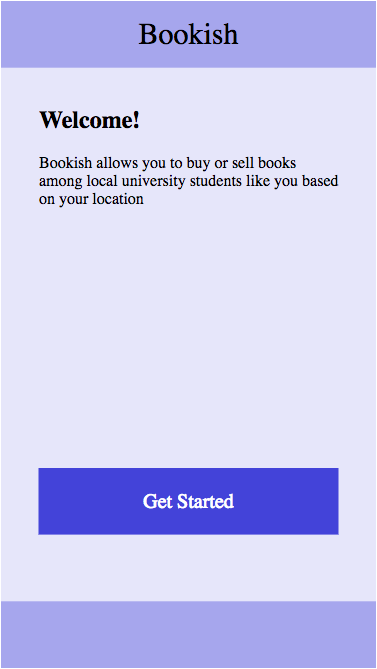 Bookish
Welcome!
Bookish allows you to buy or sell books
among local university students like you based
on your location
Get Started